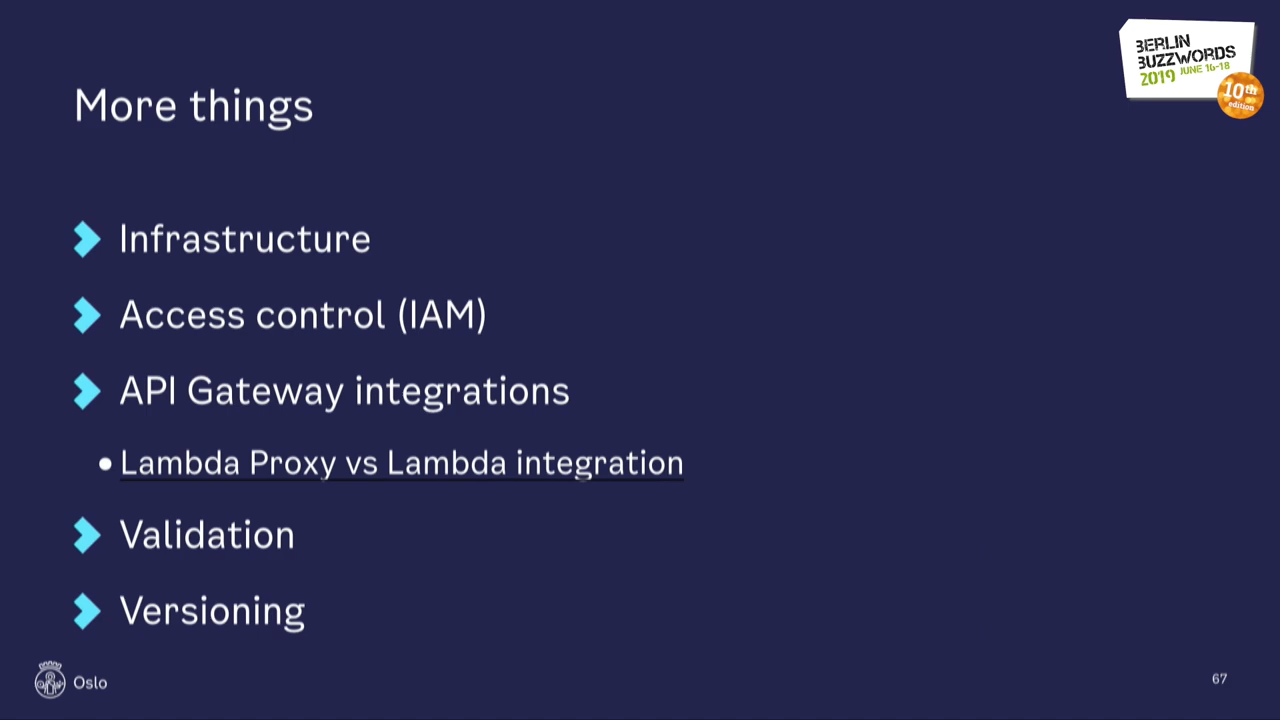 BERLIN
BUZZWORDS
2019 JUNE 16-18
10th
edition
More things
Infrastructure
Access control (IAM)
API Gateway integrations
Lambda Proxy vs Lambda integration
Validation
Versioning
Oslo
67